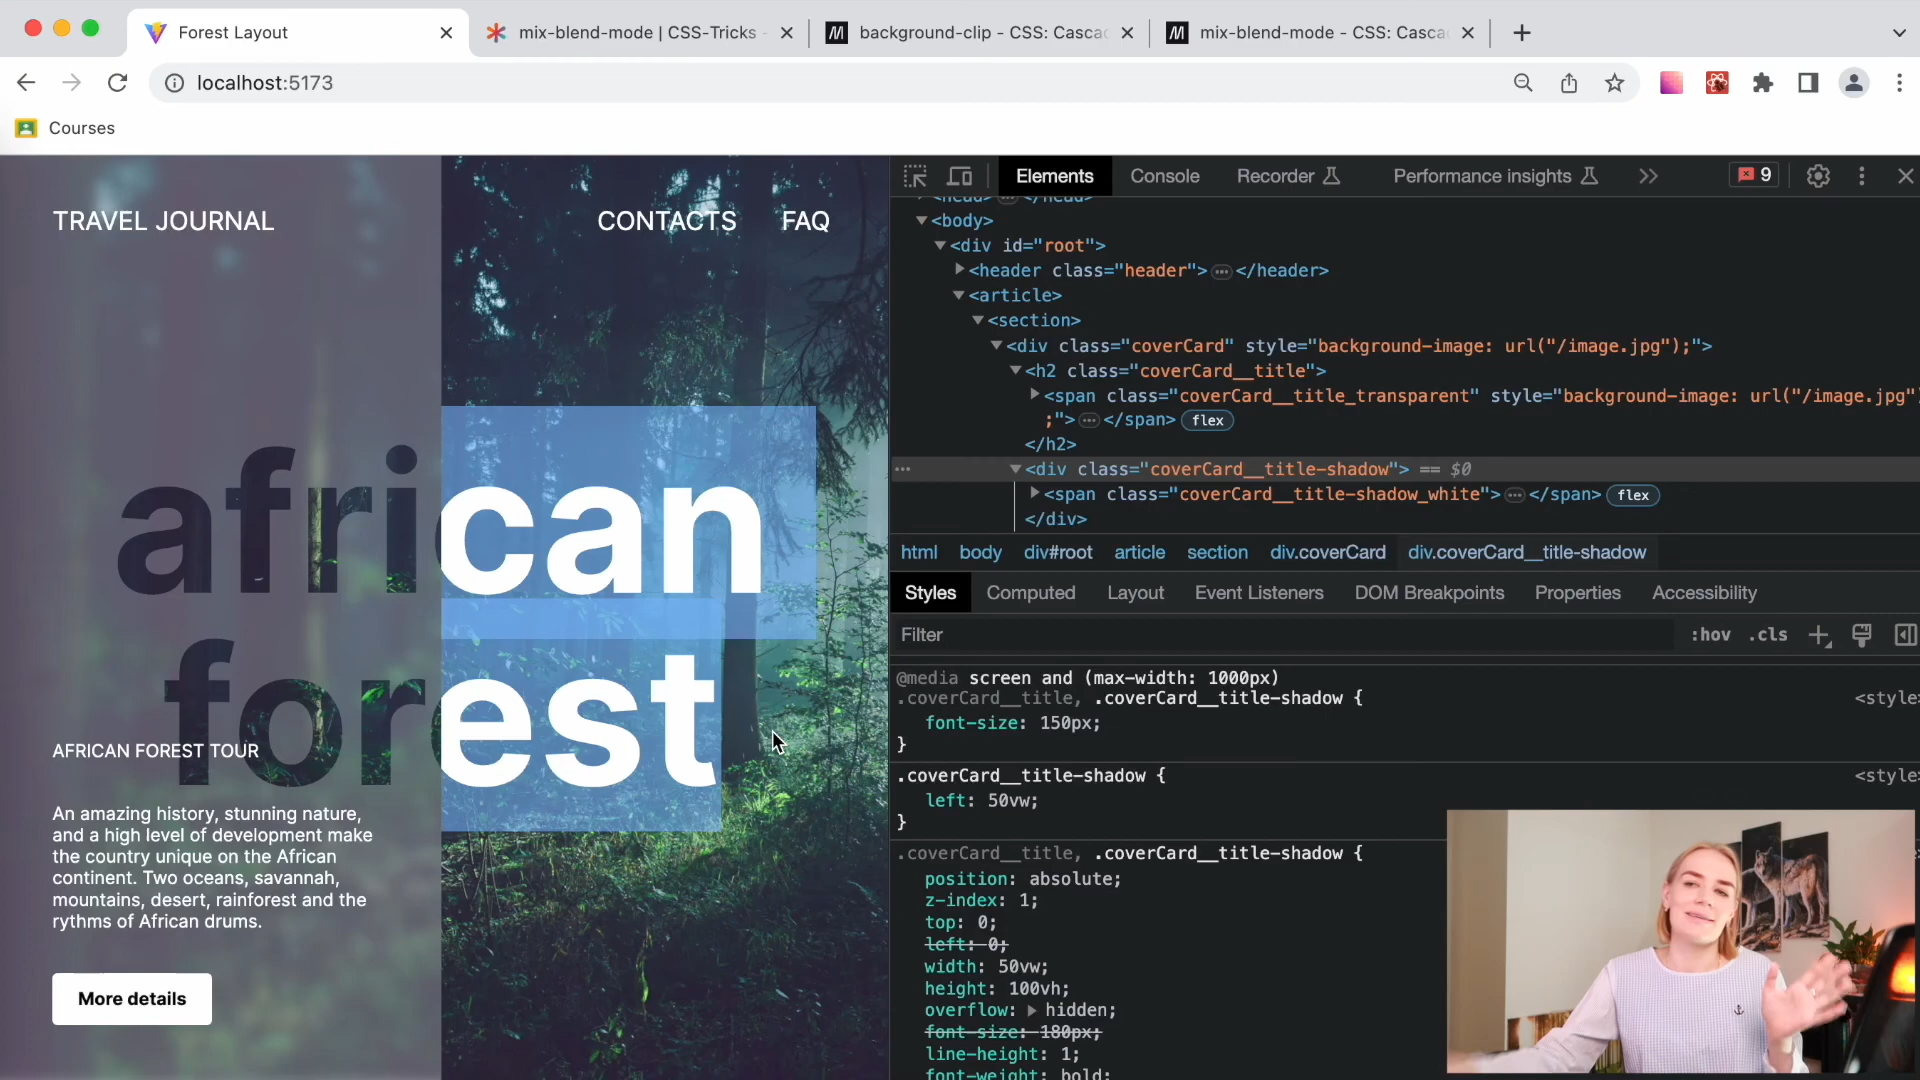 Forest Layout
mix-blend-mode | CSS-Tricks -
background-clip - CSS: Casca
mix-blend-mode - CSS: Casca
localhost:5173
Courses
TRAVEL JOURNAL
CONTACTS
FAQ
african
forest
AFRICAN FOREST TOUR
An amazing history, stunning nature,
and a high level of development make
the country unique on the African
continent. Two oceans, savannah,
mountains, desert, rainforest and the
rythms of African drums.
More details
Elements
Console
Recorder
Performance insights
9
<head> … </head>
<body>
<div id="root">
<header class="header"> … </header>
<article>
<section>
<div class="coverCard" style="background-image: url("/image.jpg");">
<h2 class="coverCard__title">
<span class="coverCard__title_transparent" style="background-image: url("/image.jpg")
;"> … </span> flex
</h2>
<div class="coverCard__title-shadow"> == $0
<span class="coverCard__title-shadow_white"> … </span> flex
</div>
html body div#root article section div.coverCard div.coverCard__title-shadow
Styles
Computed
Layout
Event Listeners
DOM Breakpoints
Properties
Accessibility
Filter
:hov .cls
@media screen and (max-width: 1000px)
.coverCard__title, .coverCard__title-shadow { <style
font-size: 150px;
}
.coverCard__title-shadow { <style
left: 50vw;
}
.coverCard__title, .coverCard__title-shadow {
position: absolute;
z-index: 1;
top: 0;
left: 0;
width: 50vw;
height: 100vh;
overflow: hidden;
font-size: 180px;
line-height: 1;
font-weight: bold;